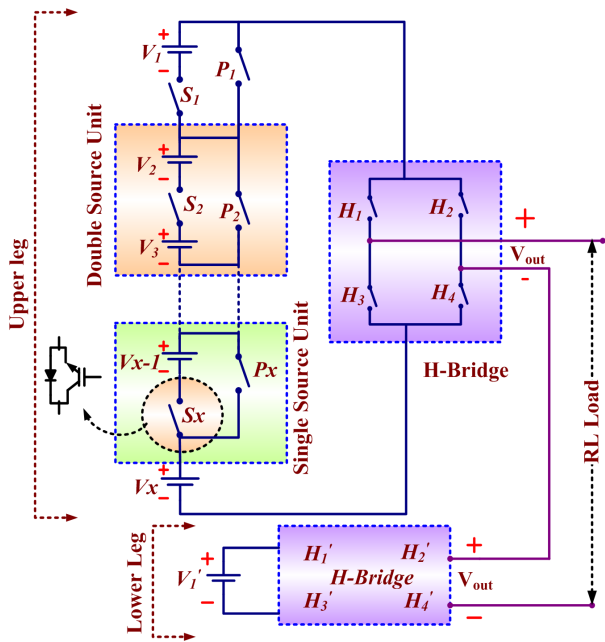 +
V1
−
S1
P1
Double Source Unit
+
V2
−
S2
P2
+
V3
−
Upper leg
Single Source Unit
+
Vx-1
−
Px
Sx
+
Vx
−
H1
H2
H3
H4
+
Vout
-
H-Bridge
RL Load
Lower Leg
+
V1'
−
H1'
H2'
H-Bridge
H3'
H4'
+
Vout
−